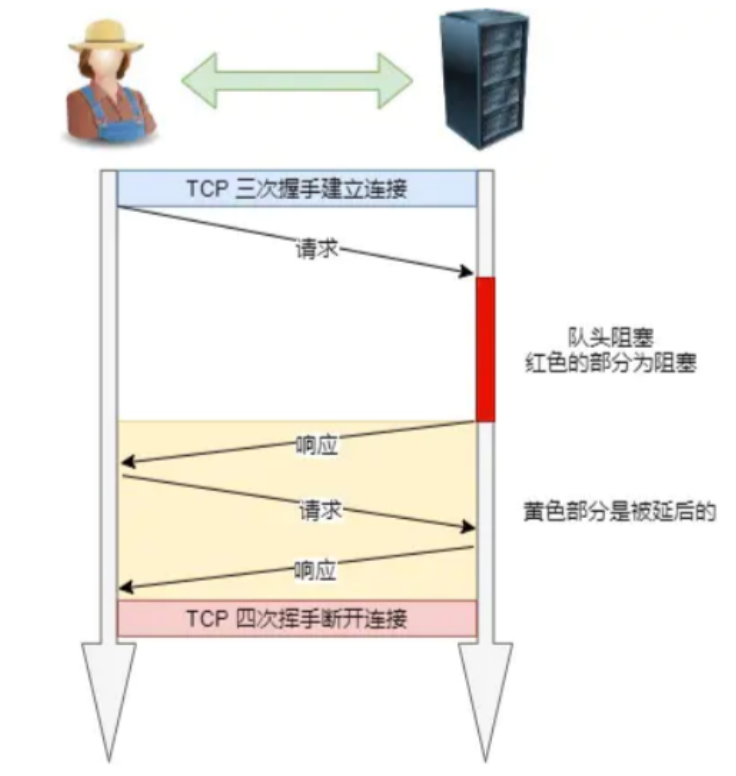 TCP 三次握手建立连接
请求
队头阻塞
红色的部分为阻塞
响应
请求
黄色部分是被延后的
响应
TCP 四次挥手断开连接